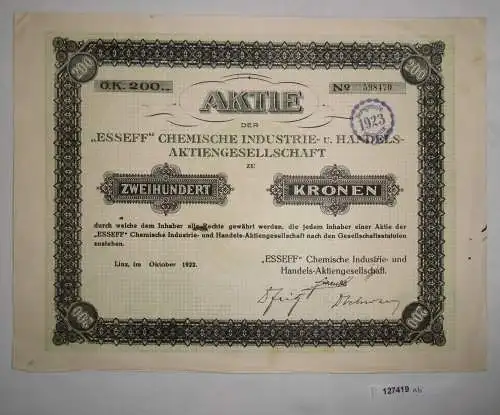 200
200
Ö.K. 200.—
AKTIE
No 598470
DER
1923
„ESSEFF“ CHEMISCHE INDUSTRIE- u. HANDELS-
AKTIENGESELLSCHAFT
ZU
ZWEIHUNDERT
KRONEN
durch welche dem Inhaber alle Rechte gewährt werden, die jedem Inhaber einer Aktie der
„ESSEFF“ Chemische Industrie- und Handels-Aktiengesellschaft nach den Gesellschaftsstatuten
zustehen.
Linz, im Oktober 1922.
„ESSEFF“ Chemische Industrie- und
Handels-Aktiengesellschaft.
200
200
127419